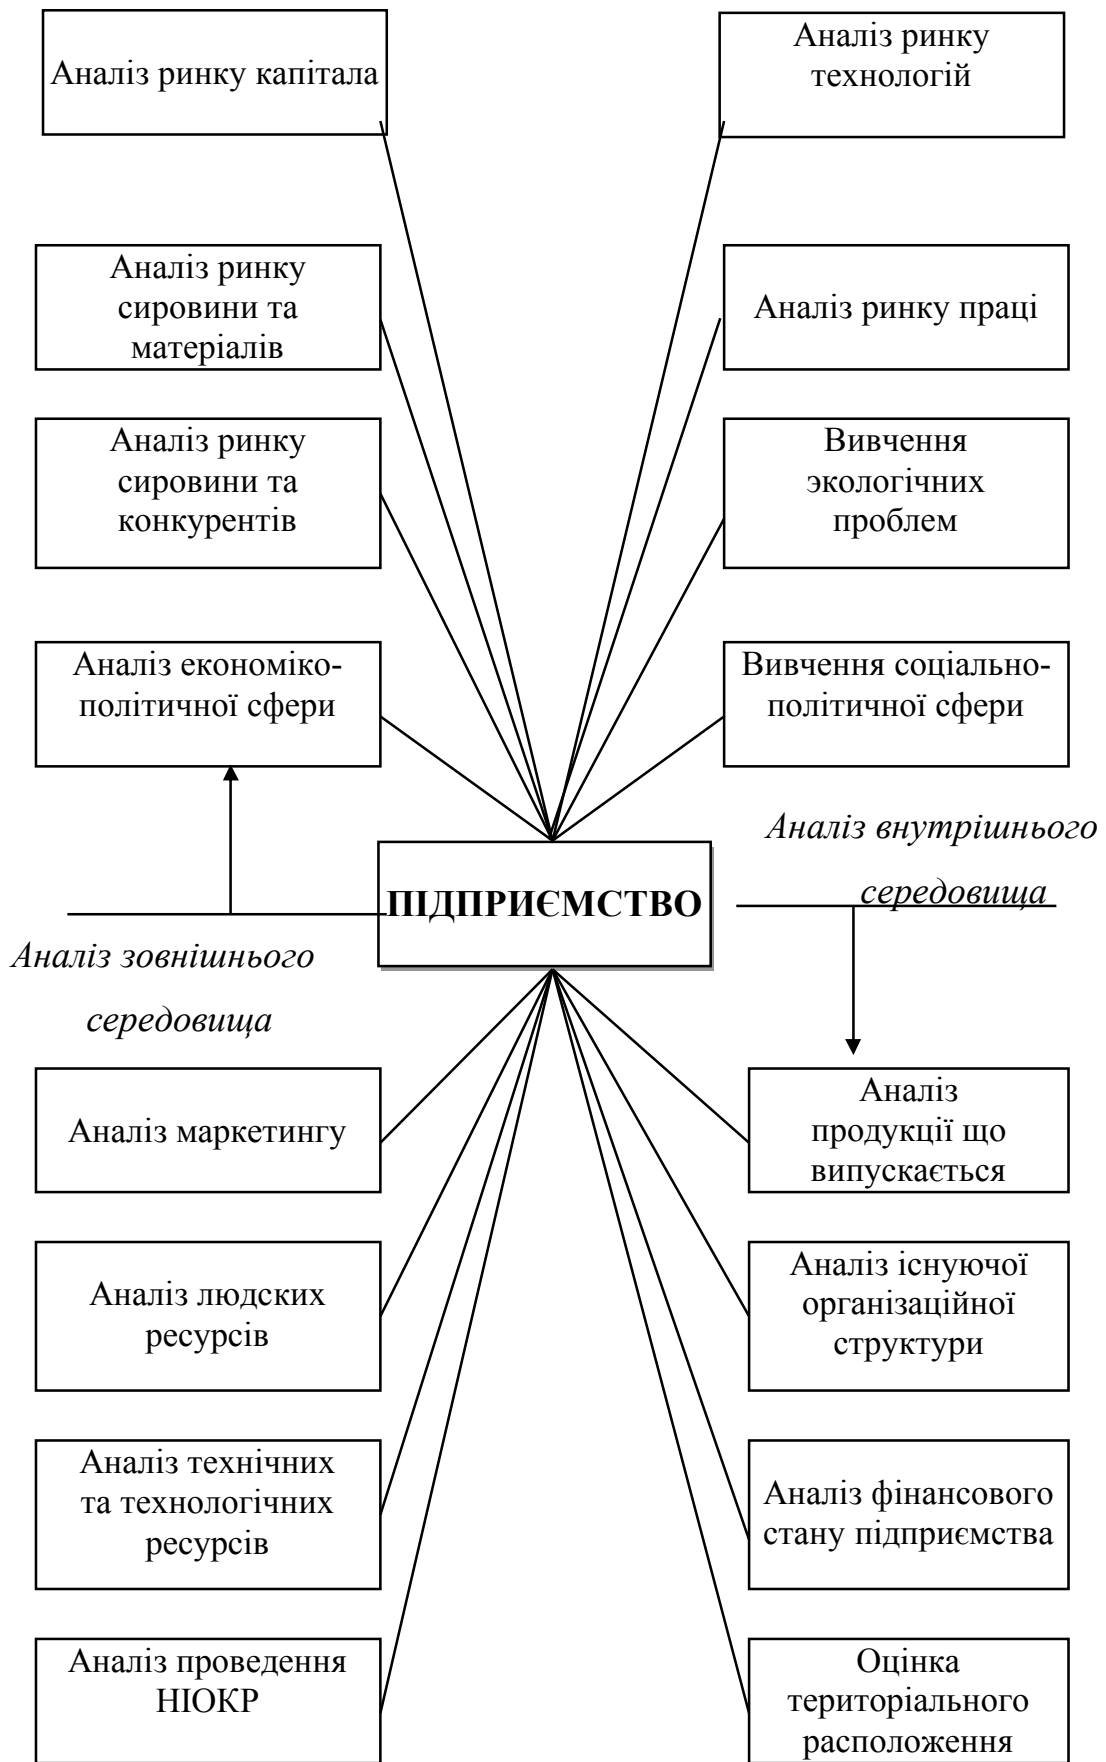 Аналіз ринку капітала
Аналіз ринку
технологій
Аналіз ринку
сировини та
матеріалів
Аналіз ринку праці
Аналіз ринку
сировини та
конкурентів
Вивчення
экологічних
проблем
Аналіз економіко-
політичної сфери
Вивчення соціально-
політичної сфери
Аналіз внутрішнього
середовища
ПІДПРИЄМСТВО
Аналіз зовнішнього
середовища
Аналіз маркетингу
Аналіз
продукції що
випускається
Аналіз людских
ресурсів
Аналіз існуючої
організаційної
структури
Аналіз технічних
та технологічних
ресурсів
Аналіз фінансового
стану підприємства
Аналіз проведення
НІОКР
Оцінка
територіального
расположення